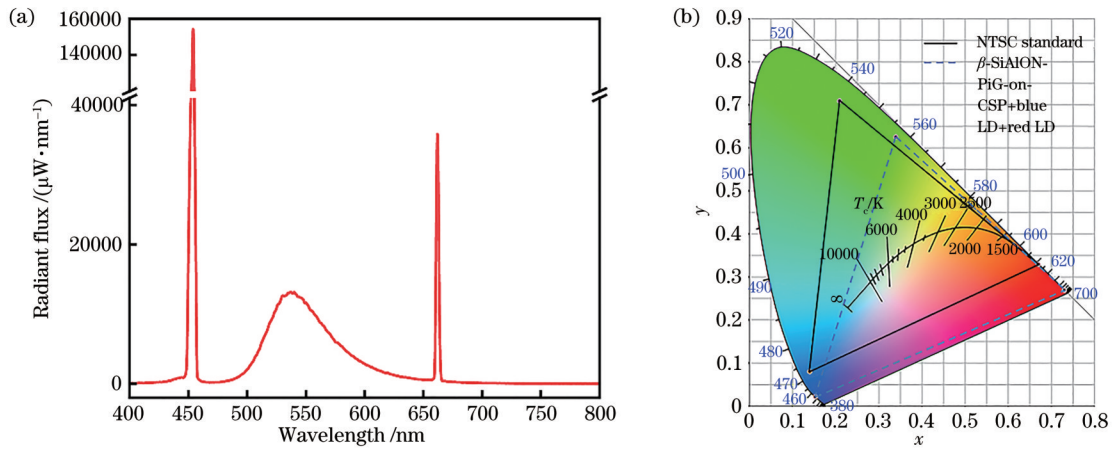 (a)
160000
140000
40000
20000
0
Radiant flux /(μW·nm⁻¹)
400 450 500 550 600 650 700 750 800
Wavelength /nm
(b)
0.9
0.8
0.7
0.6
0.5
0.4
0.3
0.2
0.1
0
y
NTSC standard
β-SiAlON-
PiG-on-
CSP+blue
LD+red LD
520
540
560
500
580
Tc/K
3000 2500
4000
6000
600
2000 1500
10000
620
490
∞
700
480
470
460
380
0 0.1 0.2 0.3 0.4 0.5 0.6 0.7 0.8
x